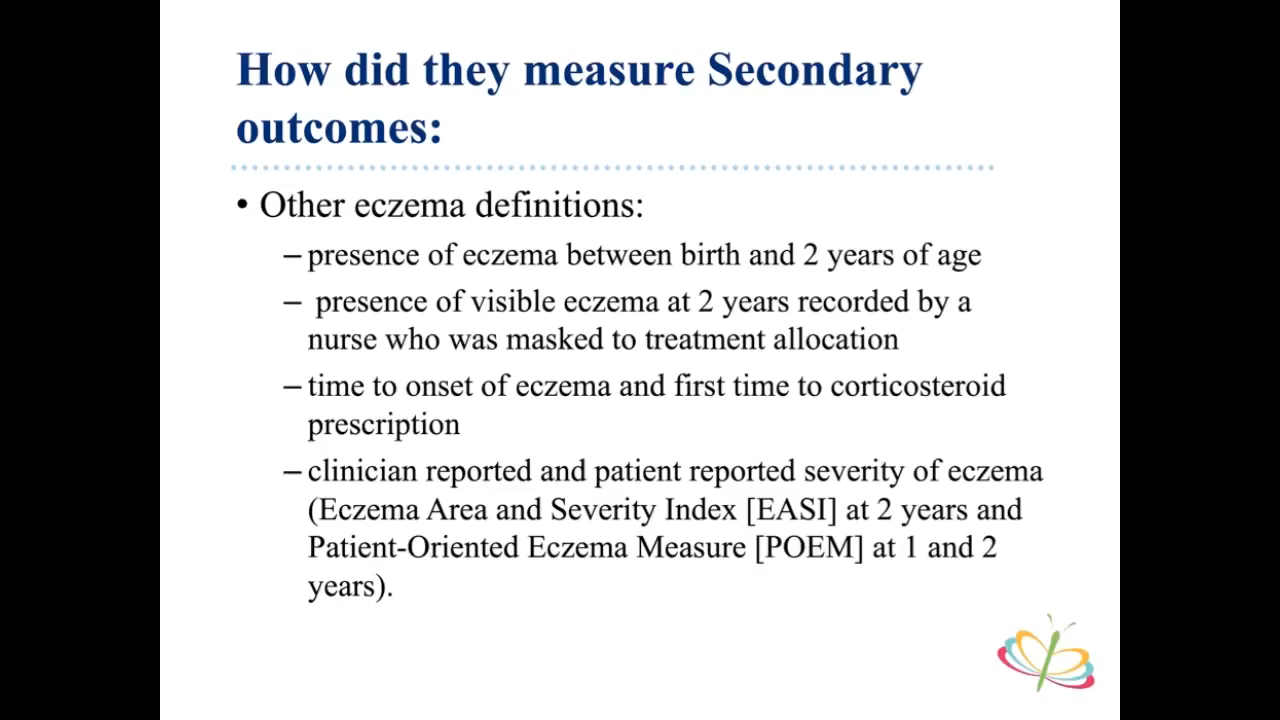 How did they measure Secondary
outcomes:
• Other eczema definitions:
– presence of eczema between birth and 2 years of age
– presence of visible eczema at 2 years recorded by a
nurse who was masked to treatment allocation
– time to onset of eczema and first time to corticosteroid
prescription
– clinician reported and patient reported severity of eczema
(Eczema Area and Severity Index [EASI] at 2 years and
Patient-Oriented Eczema Measure [POEM] at 1 and 2
years).